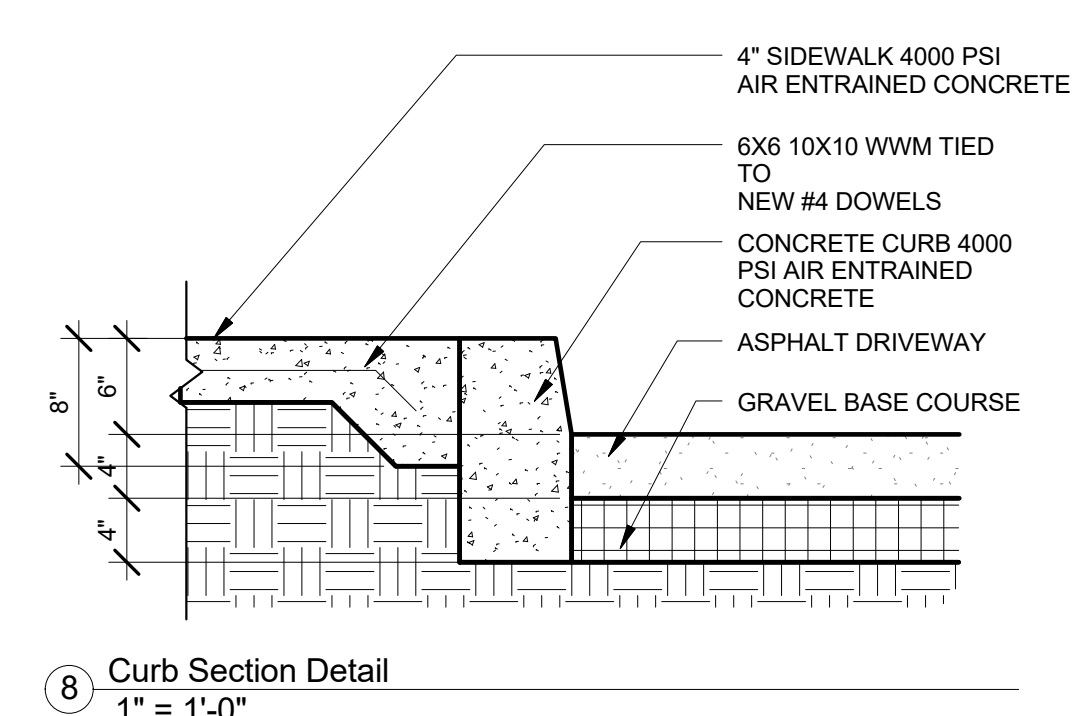 4" SIDEWALK 4000 PSI
AIR ENTRAINED CONCRETE
6X6 10X10 WWM TIED
TO
NEW #4 DOWELS
CONCRETE CURB 4000
PSI AIR ENTRAINED
CONCRETE
ASPHALT DRIVEWAY
GRAVEL BASE COURSE
8"
6"
4"
4"
8
Curb Section Detail
1" = 1'-0"